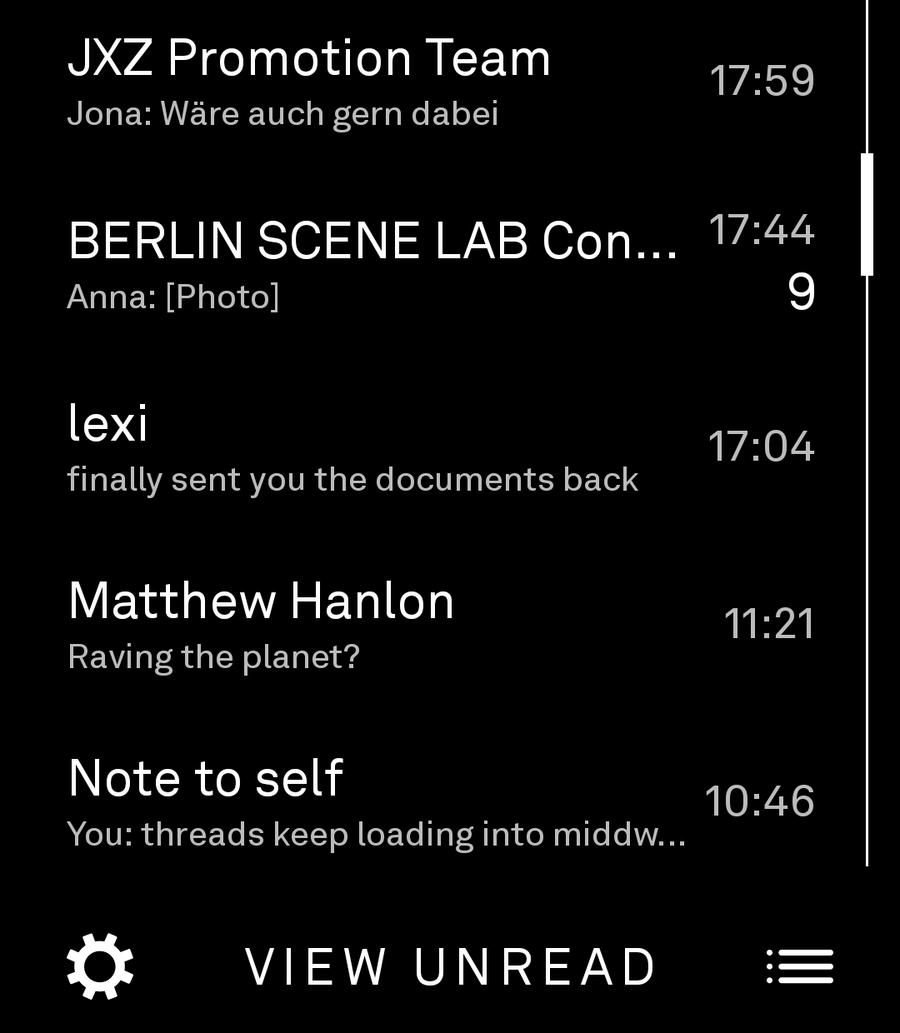 JXZ Promotion Team
17:59
Jona: Wäre auch gern dabei
BERLIN SCENE LAB Con...
17:44
Anna: [Photo]
9
lexi
17:04
finally sent you the documents back
Matthew Hanlon
11:21
Raving the planet?
Note to self
10:46
You: threads keep loading into middw...
VIEW UNREAD